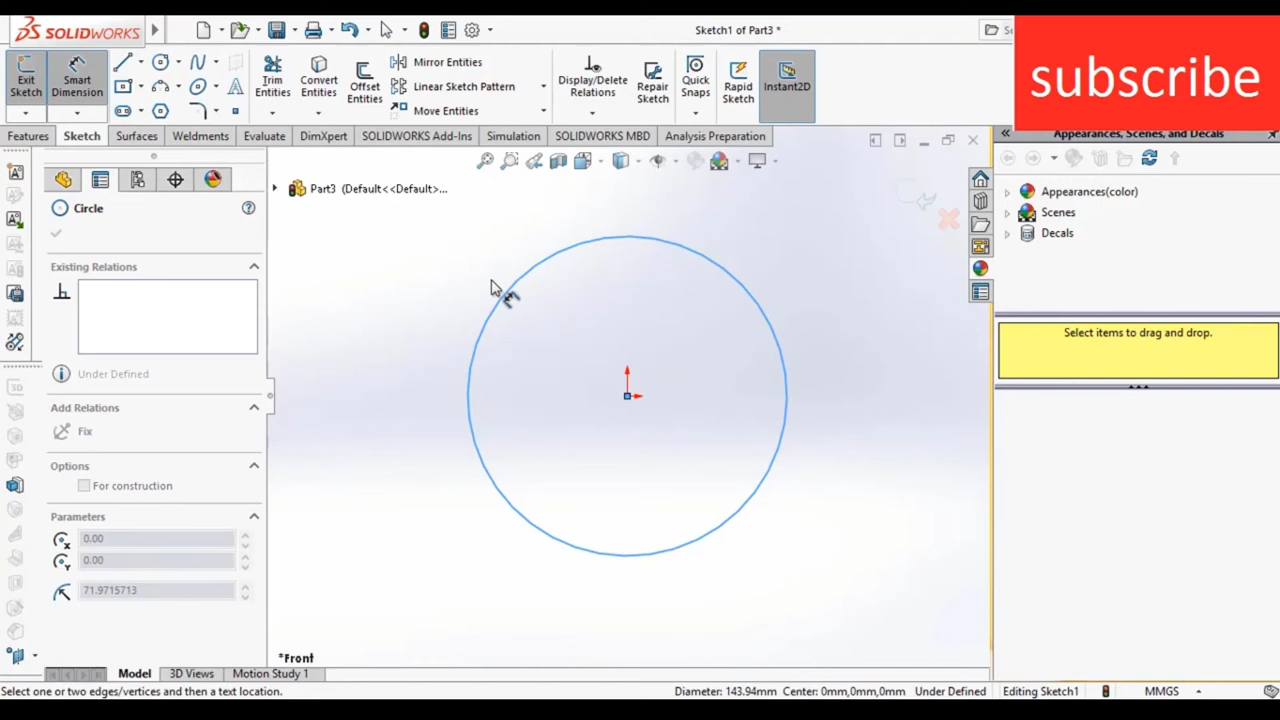 SOLIDWORKS
Sketch1 of Part3 *
subscribe
Exit Sketch
Smart Dimension
Trim Entities
Convert Entities
Offset Entities
Mirror Entities
Linear Sketch Pattern
Move Entities
Display/Delete Relations
Repair Sketch
Quick Snaps
Rapid Sketch
Instant2D
Features
Sketch
Surfaces
Weldments
Evaluate
DimXpert
SOLIDWORKS Add-Ins
Simulation
SOLIDWORKS MBD
Analysis Preparation
Appearances, Scenes, and Decals
Circle
Part3 (Default<<Default>...
Appearances(color)
Scenes
Decals
Existing Relations
Select items to drag and drop.
Under Defined
Add Relations
Fix
Options
For construction
Parameters
0.00
0.00
71.9715713
*Front
Model
3D Views
Motion Study 1
Select one or two edges/vertices and then a text location.
Diameter: 143.94mm Center: 0mm,0mm,0mm
Under Defined
Editing Sketch1
MMGS